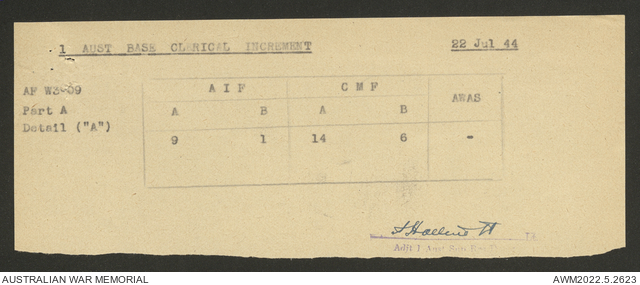 1 AUST BASE CLERICAL INCREMENT 22 Jul 44
AF W3 09
Part A
Detail ("A")
A I F C M F AWAS
A B A B
9 1 14 6 -
Adjt 1 Aust
AUSTRALIAN WAR MEMORIAL AWM2022.5.2623